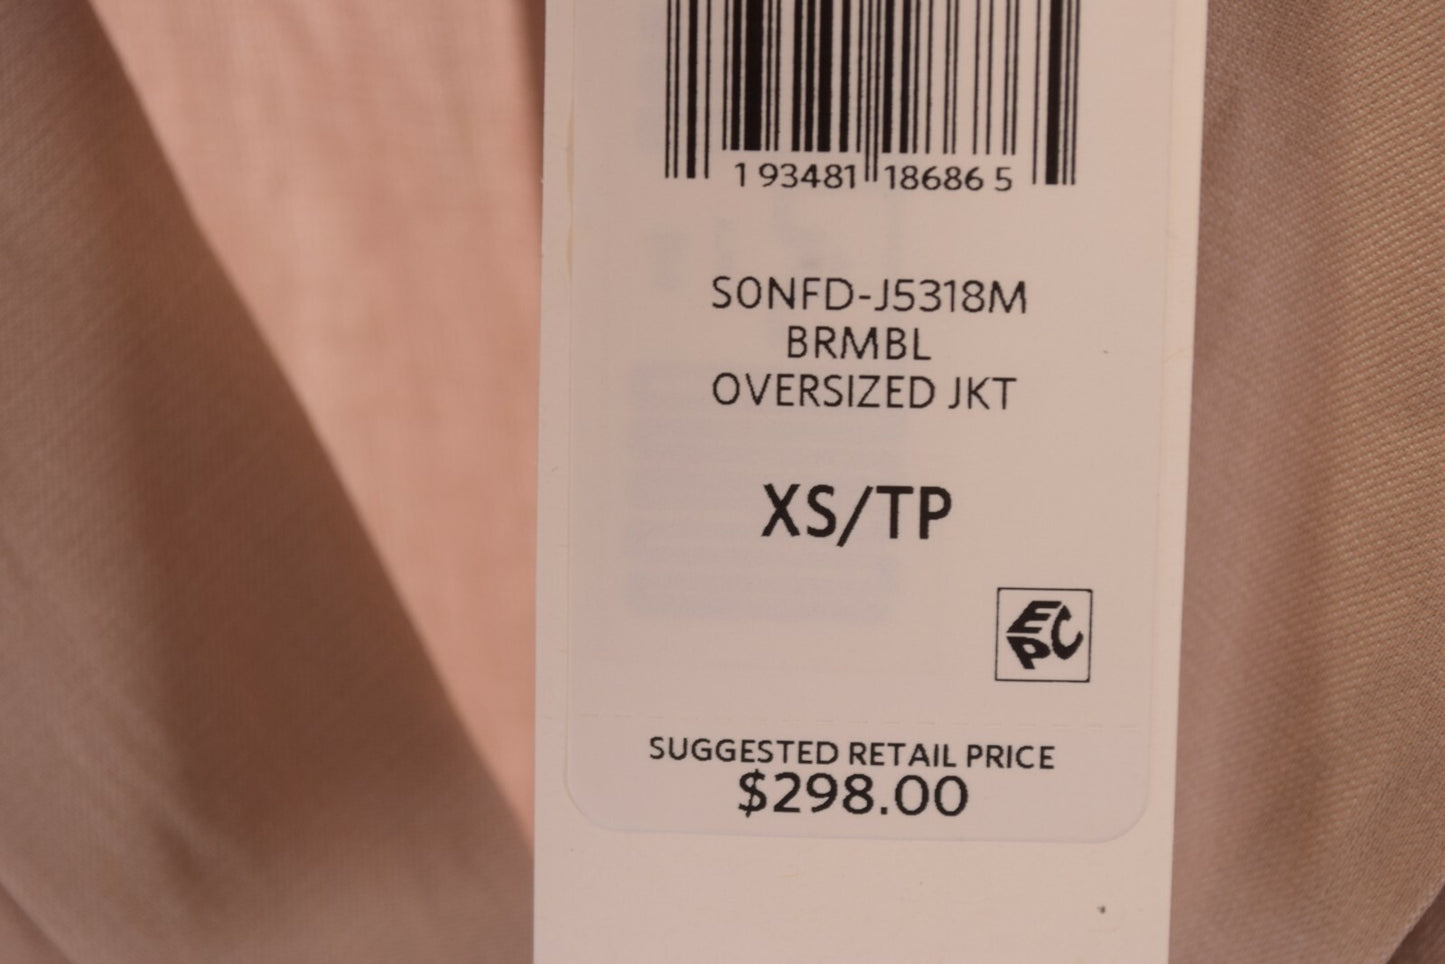 1 93481 18686 5
S0NFD-J5318M
BRMBL
OVERSIZED JKT
XS/TP
EPC
SUGGESTED RETAIL PRICE
$298.00